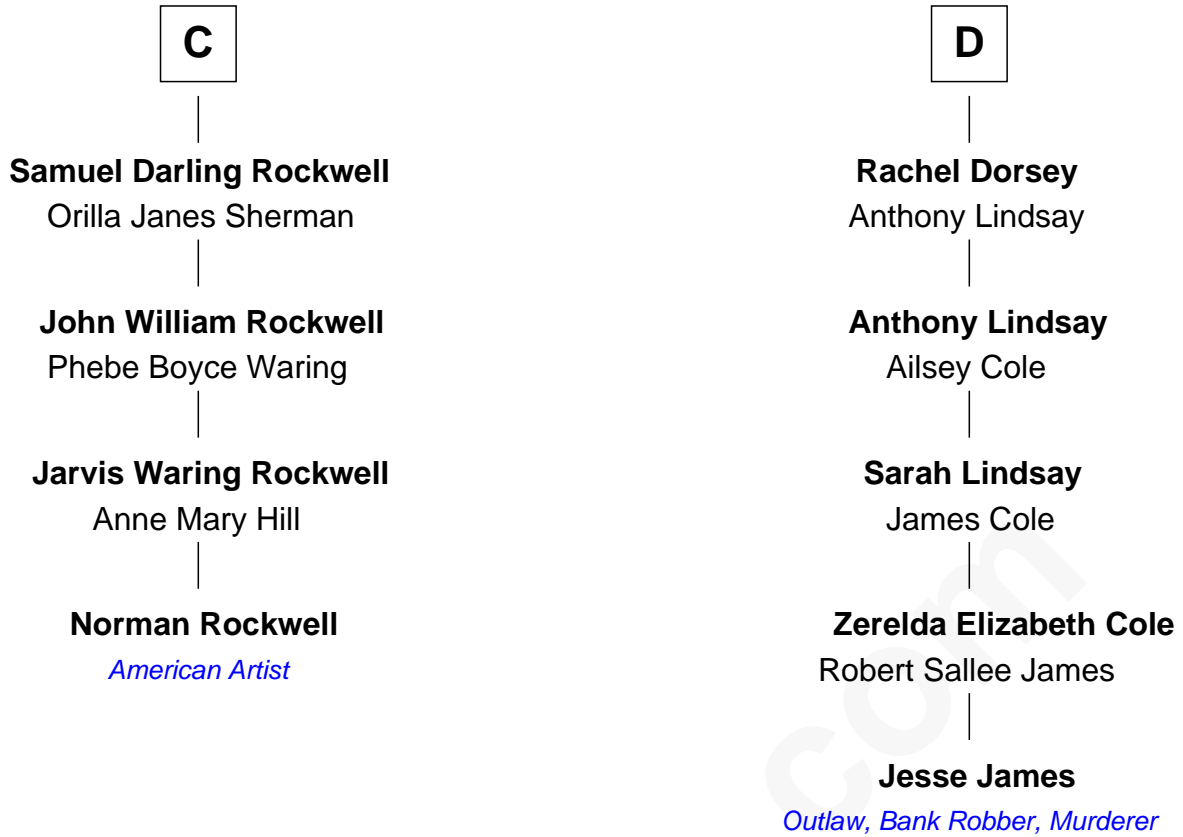 C
Samuel Darling Rockwell
Orilla Janes Sherman
John William Rockwell
Phebe Boyce Waring
Jarvis Waring Rockwell
Anne Mary Hill
Norman Rockwell
American Artist
D
Rachel Dorsey
Anthony Lindsay
Anthony Lindsay
Ailsey Cole
Sarah Lindsay
James Cole
Zerelda Elizabeth Cole
Robert Sallee James
Jesse James
Outlaw, Bank Robber, Murderer
com